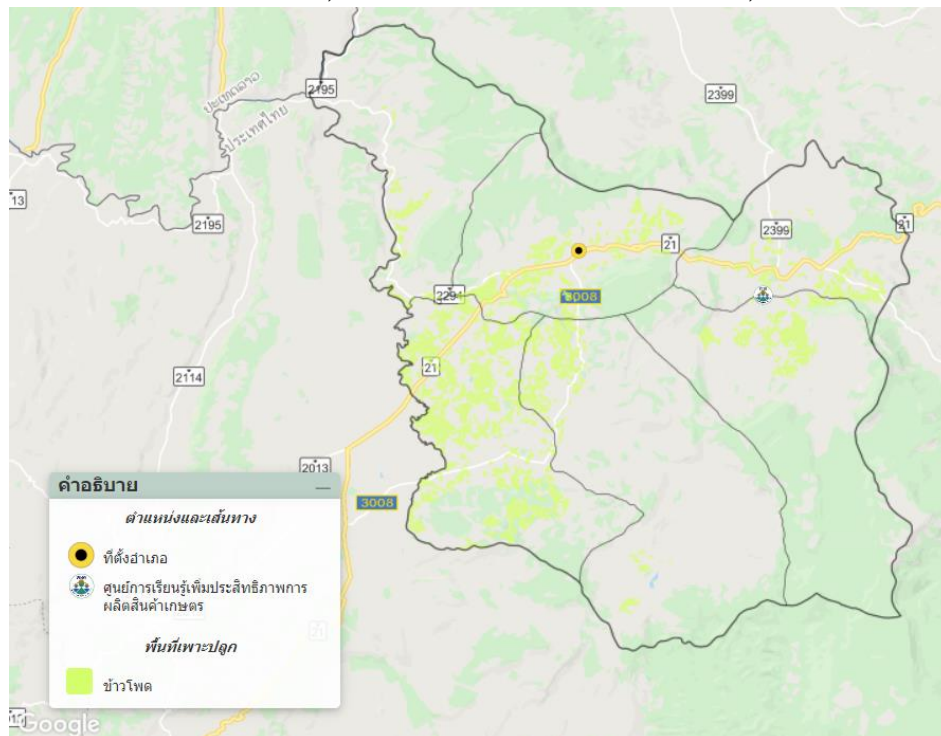 2195
ประเทศลาว
ประเทศไทย
2399
13
2195
2399
21
21
2294
3008
21
2114
2013
3008
คำอธิบาย
ตำแหน่งและเส้นทาง
ที่ตั้งอำเภอ
ศูนย์การเรียนรู้เพิ่มประสิทธิภาพการ
ผลิตสินค้าเกษตร
21
พื้นที่เพาะปลูก
ข้าวโพด
Google